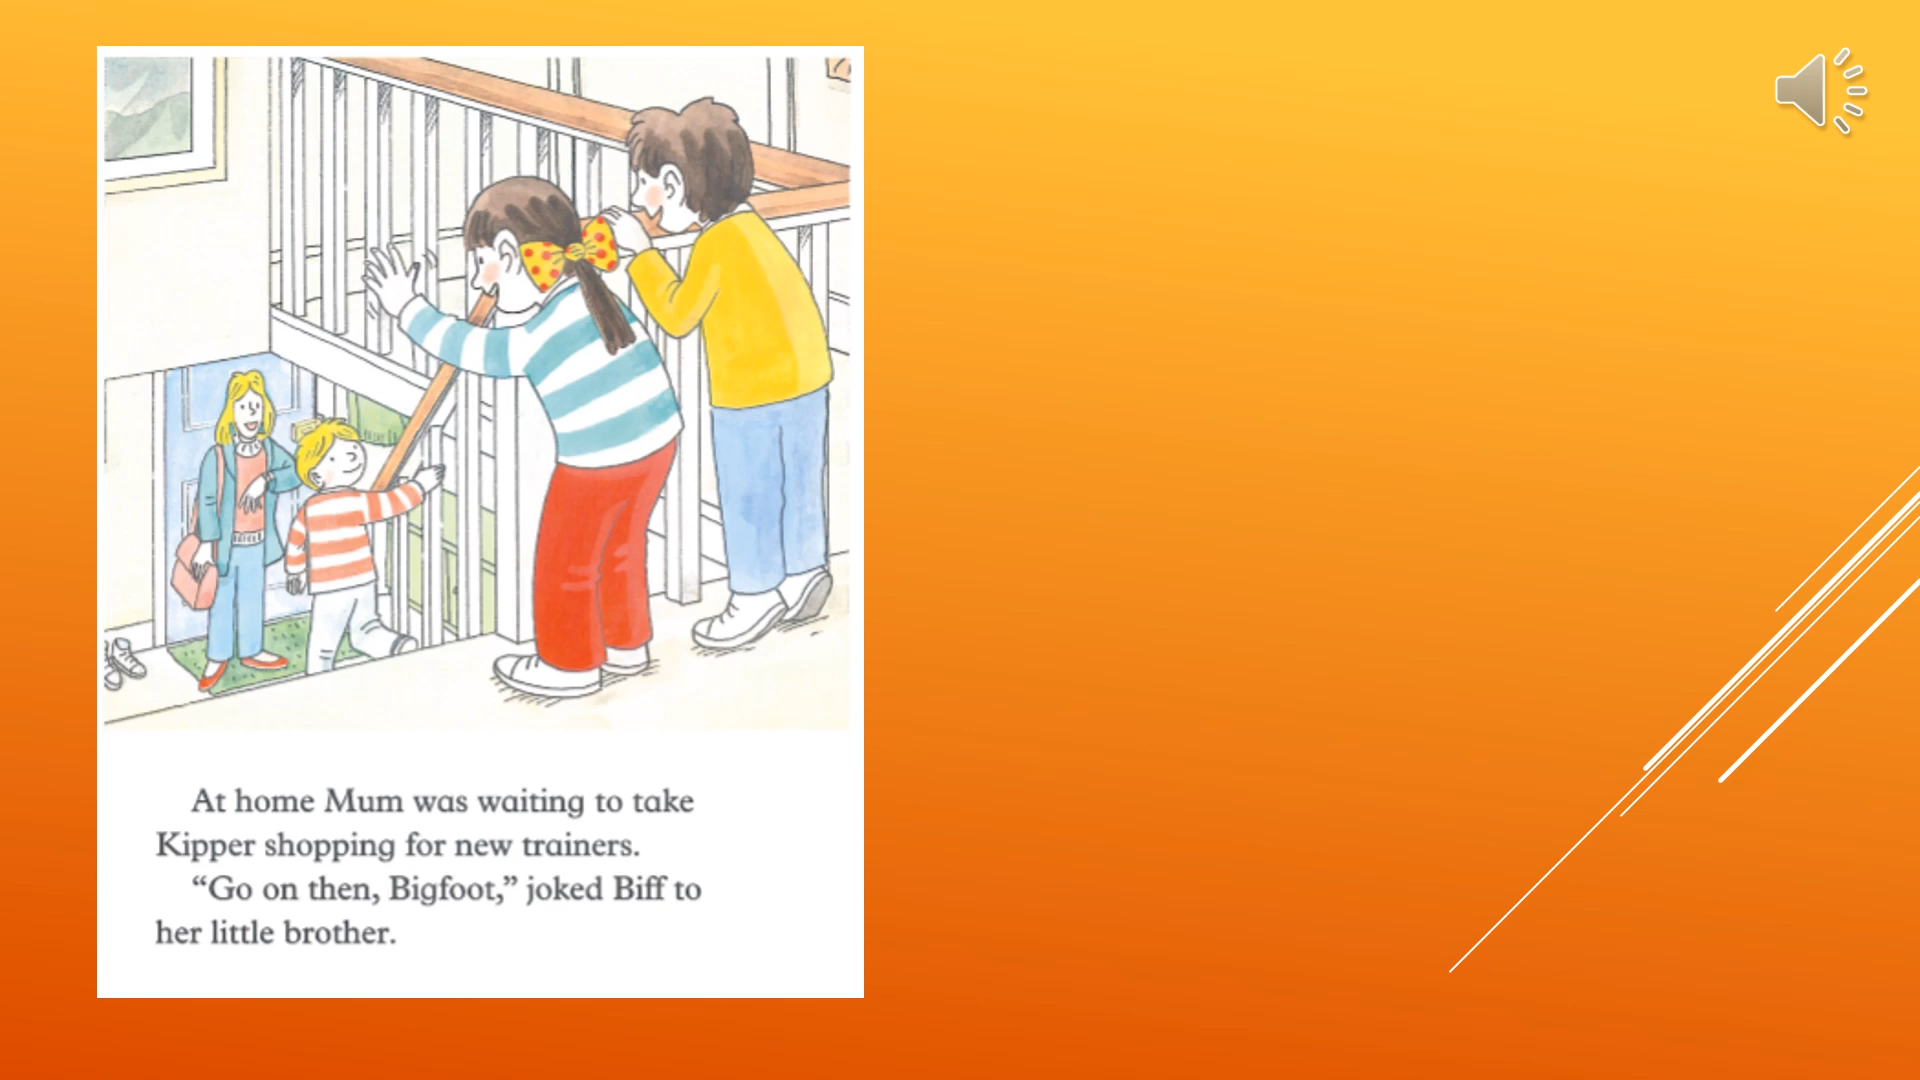 At home Mum was waiting to take
Kipper shopping for new trainers.
“Go on then, Bigfoot,” joked Biff to
her little brother.